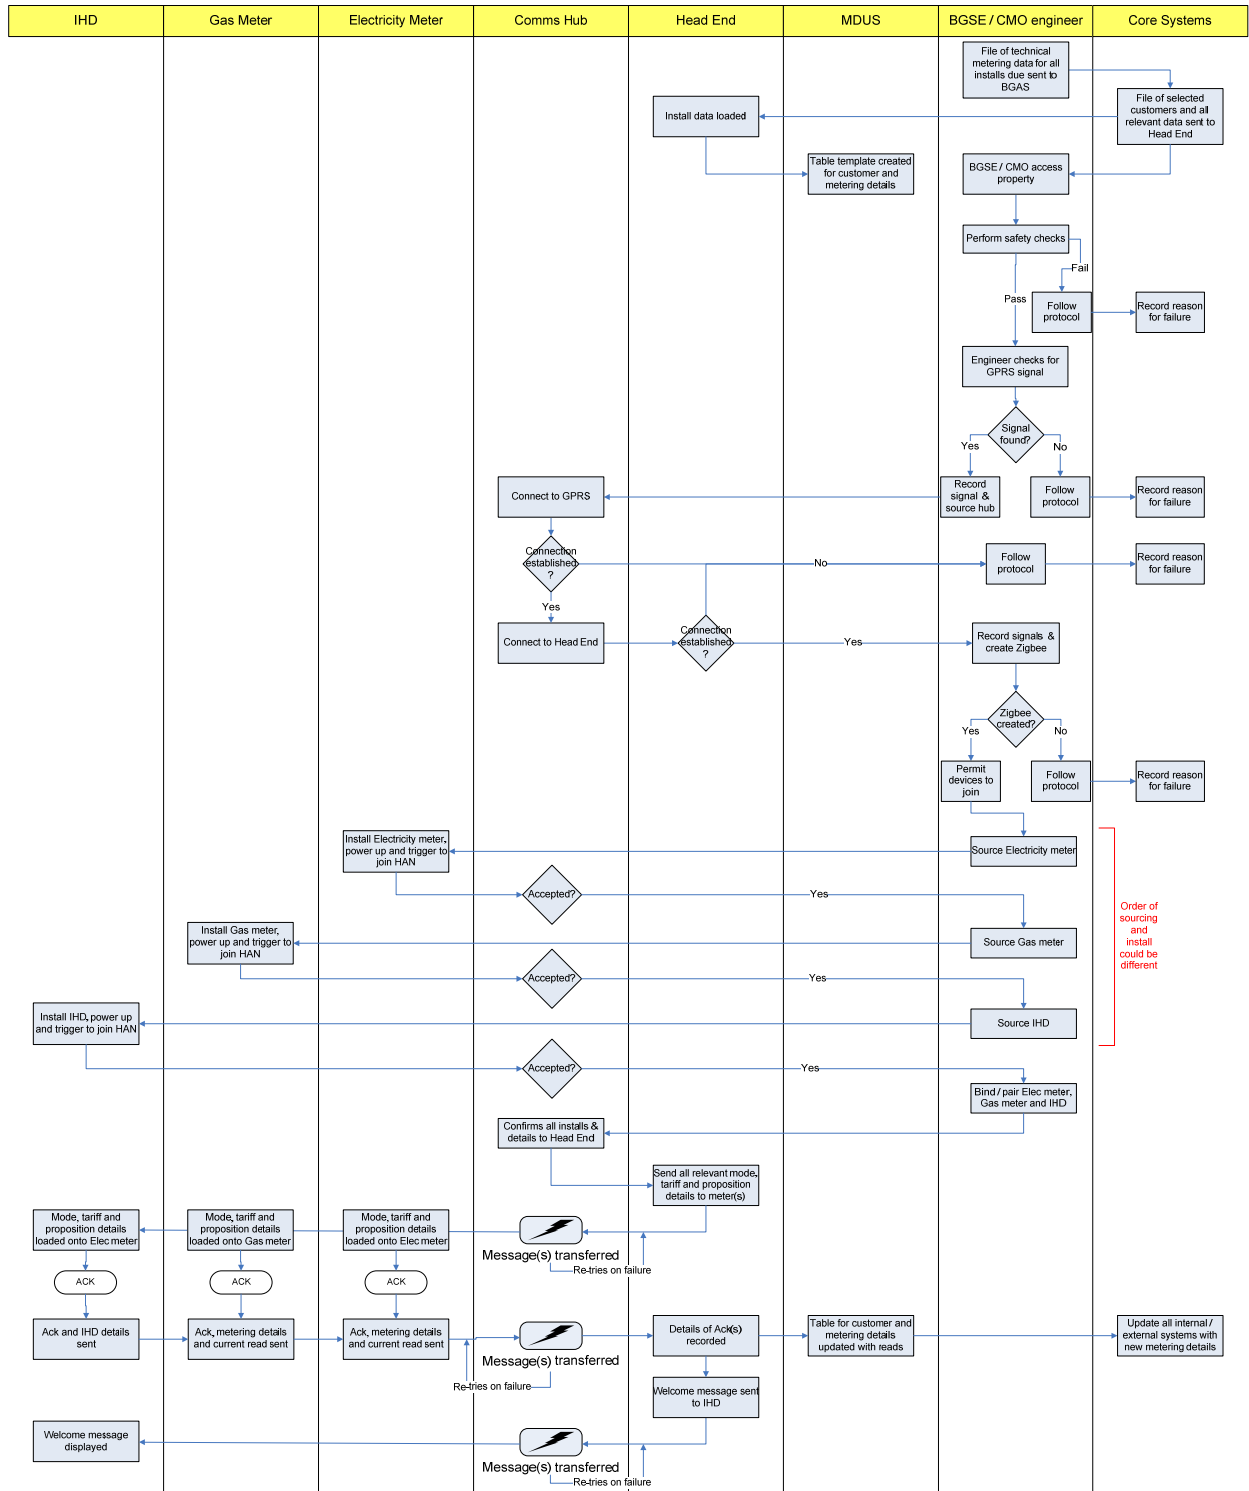 IHD
Gas Meter
Electricity Meter
Comms Hub
Head End
MDUS
BGSE / CMO engineer
Core Systems
File of technical
metering data for all
installs due sent to
BGAS
File of selected
customers and all
relevant data sent to
Head End
Install data loaded
Table template created
for customer and
metering details
BGSE / CMO access
property
Perform safety checks
Fail
Pass
Follow
protocol
Record reason
for failure
Engineer checks for
GPRS signal
Signal
found?
Yes
No
Connect to GPRS
Record
signal &
source hub
Follow
protocol
Record reason
for failure
Connection
established
?
No
Follow
protocol
Record reason
for failure
Yes
Connect to Head End
Connection
established
?
Yes
Record signals &
create Zigbee
Zigbee
created?
Yes
No
Permit
devices to
join
Follow
protocol
Record reason
for failure
Install Electricity meter,
power up and trigger to
join HAN
Source Electricity meter
Accepted?
Yes
Order of
sourcing
and
install
could be
different
Install Gas meter,
power up and trigger to
join HAN
Source Gas meter
Accepted?
Yes
Install IHD, power up
and trigger to join HAN
Source IHD
Accepted?
Yes
Bind / pair Elec meter,
Gas meter and IHD
Confirms all installs &
details to Head End
Send all relevant mode,
tariff and proposition
details to meter(s)
Mode, tariff and
proposition details
loaded onto Elec meter
Mode, tariff and
proposition details
loaded onto Gas meter
Mode, tariff and
proposition details
loaded onto Elec meter
Message(s) transferred
Re-tries on failure
ACK
ACK
ACK
Ack and IHD details
sent
Ack, metering details
and current read sent
Ack, metering details
and current read sent
Message(s) transferred
Re-tries on failure
Details of Ack(s)
recorded
Table for customer and
metering details
updated with reads
Update all internal /
external systems with
new metering details
Welcome message sent
to IHD
Welcome message
displayed
Message(s) transferred
Re-tries on failure